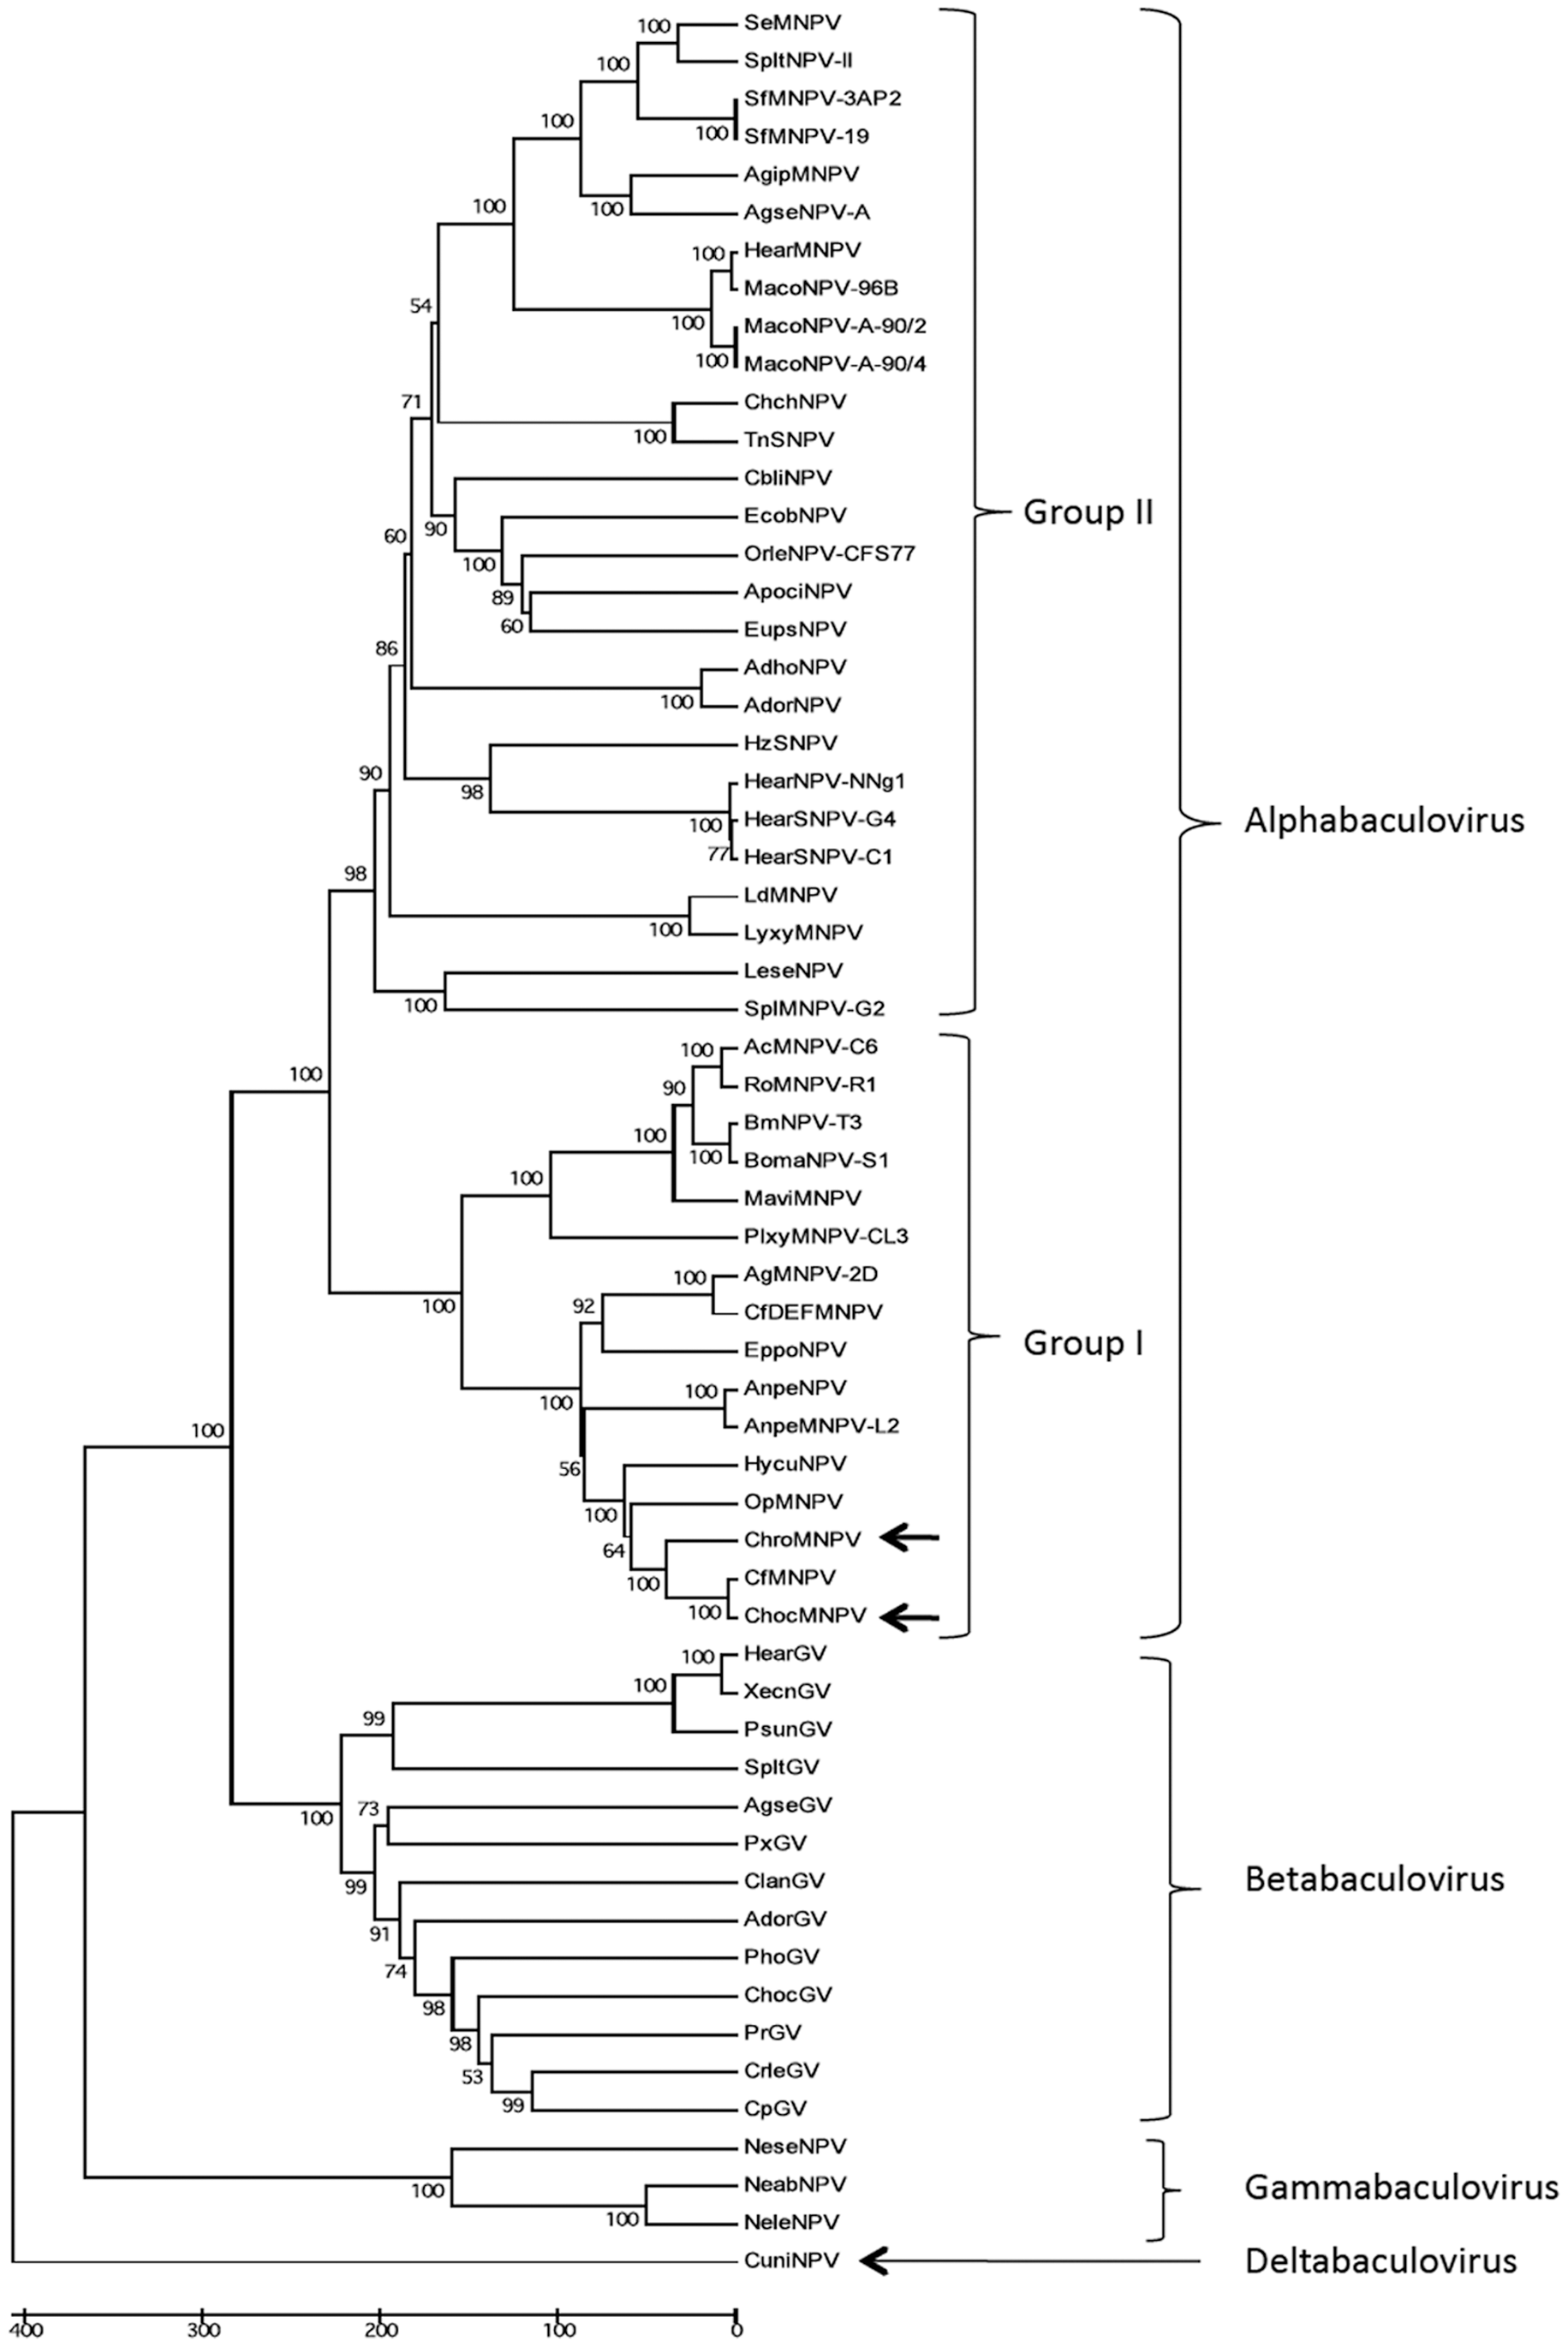 100
SeMNPV
SpltNPV-II
100
SfMNPV-3AP2
100
SfMNPV-19
100
AgipMNPV
100
AgseNPV-A
100
100
HearMNPV
MacoNPV-96B
100
MacoNPV-A-90/2
100
MacoNPV-A-90/4
54
ChchNPV
100
TnSNPV
71
CbliNPV
90
EcobNPV
100
OrleNPV-CFS77
89
ApociNPV
60
EupsNPV
60
AdhoNPV
100
AdorNPV
86
HzSNPV
98
HearNPV-NNg1
100
HearSNPV-G4
77
HearSNPV-C1
90
LdMNPV
100
LyxyMNPV
98
LeseNPV
100
SplMNPV-G2
Group II
Alphabaculovirus
100
100
AcMNPV-C6
RoMNPV-R1
90
BmNPV-T3
100
BomaNPV-S1
100
MaviMNPV
100
PlxyMNPV-CL3
100
100
AgMNPV-2D
CfDEFMNPV
92
EppoNPV
100
100
AnpeNPV
AnpeMNPV-L2
56
HycuNPV
100
OpMNPV
64
ChroMNPV
100
CfMNPV
100
ChocMNPV
Group I
100
100
HearGV
XecnGV
100
PsunGV
99
SpltGV
100
73
AgseGV
PxGV
99
ClanGV
91
AdorGV
74
PhoGV
98
ChocGV
98
PrGV
53
CrleGV
99
CpGV
Betabaculovirus
NeseNPV
100
NeabNPV
100
NeleNPV
Gammabaculovirus
CuniNPV
Deltabaculovirus
400 300 200 100 0